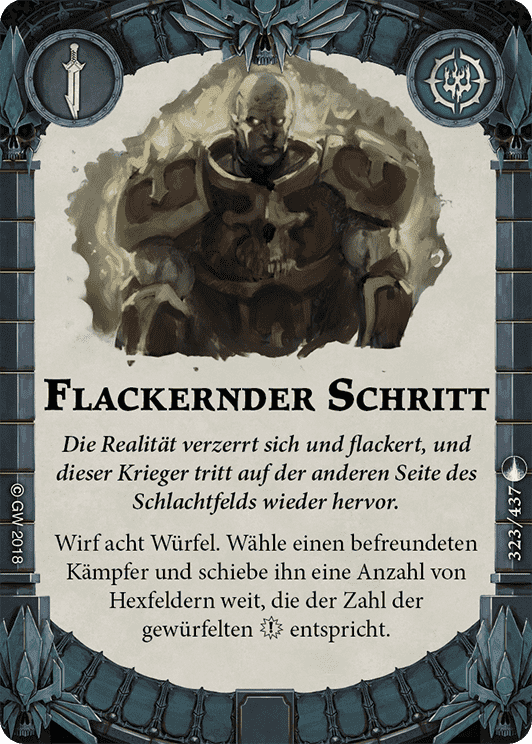 FLACKERNDER SCHRITT
Die Realität verzerrt sich und flackert, und
dieser Krieger tritt auf der anderen Seite des
Schlachtfelds wieder hervor.
Wirf acht Würfel. Wähle einen befreundeten
Kämpfer und schiebe ihn eine Anzahl von
Hexfeldern weit, die der Zahl der
gewürfelten ! entspricht.
© GW 2018
323/437